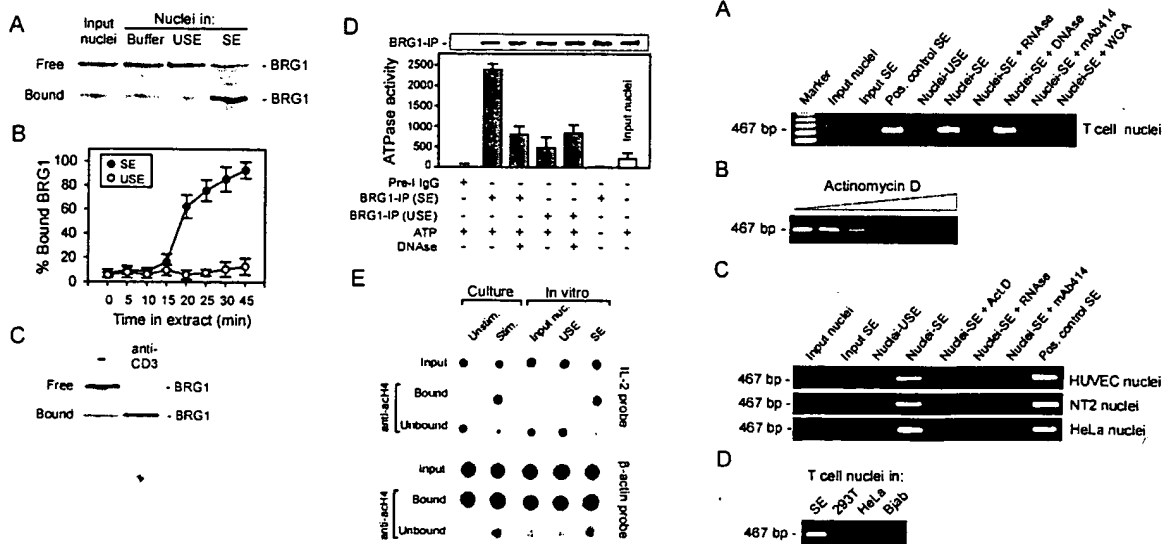 A
Input nuclei
Nuclei in:
Buffer USE SE
Free - BRG1
Bound - BRG1
B
% Bound BRG1
100
80
60
40
20
0
SE
USE
0 5 10 15 20 25 30 45
Time in extract (min)
C
- anti-CD3
Free - BRG1
Bound - BRG1
D
BRG1-IP -
ATPase activity
2500
2000
1500
1000
500
0
Input nuclei
Pre-I IgG + - - - - - -
BRG1-IP (SE) - + + - - + -
BRG1-IP (USE) - - - + + - -
ATP + + + + + - +
DNAse - - + - + - -
E
Culture In vitro
Unstim. Stim. Input nuc. USE SE
Input
anti-acH4
Bound
Unbound
IL-2 probe
Input
anti-acH4
Bound
Unbound
β-actin probe
A
Marker
Input nuclei
Input SE
Pos. control SE
Nuclei-USE
Nuclei-SE
Nuclei-SE + RNAse
Nuclei-SE + DNAse
Nuclei-SE + mAb414
Nuclei-SE + WGA
467 bp - T cell nuclei
B
Actinomycin D
467 bp -
C
Input nuclei
Input SE
Nuclei-USE
Nuclei-SE
Nuclei-SE + ActD
Nuclei-SE + RNAse
Nuclei-SE + mAb414
Pos. control SE
467 bp - HUVEC nuclei
467 bp - NT2 nuclei
467 bp - HeLa nuclei
D
T cell nuclei in:
SE 293T HeLa Bjab
467 bp -